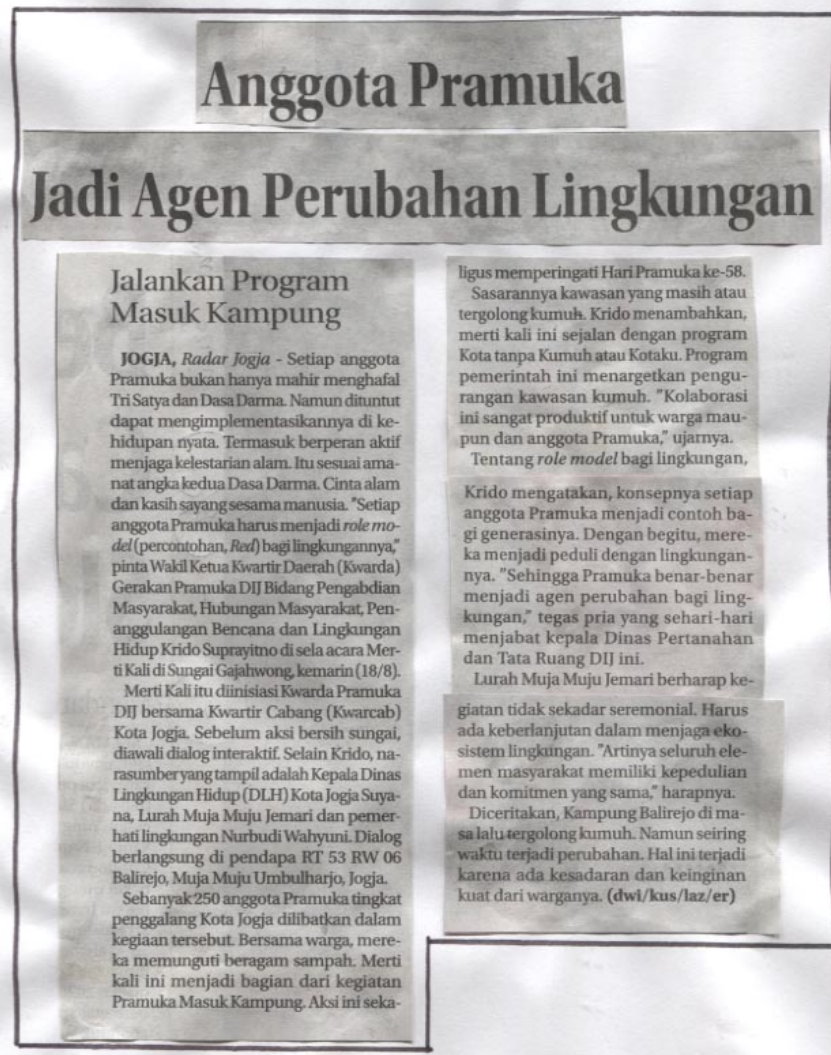 Anggota Pramuka
Jadi Agen Perubahan Lingkungan
Jalankan Program
Masuk Kampung
JOGJA, Radar Jogja - Setiap anggota
Pramuka bukan hanya mahir menghafal
Tri Satya dan Dasa Darma. Namun dituntut
dapat mengimplementasikannya di ke-
hidupan nyata. Termasuk berperan aktif
menjaga kelestarian alam. Itu sesuai ama-
nat angka kedua Dasa Darma. Cinta alam
dan kasih sayang sesama manusia. "Setiap
anggota Pramuka harus menjadi role mo-
del (percontohan, Red) bagi lingkungannya,"
pinta Wakil Ketua Kwartir Daerah (Kwarda)
Gerakan Pramuka DIJ Bidang Pengabdian
Masyarakat, Hubungan Masyarakat, Pen-
anggulangan Bencana dan Lingkungan
Hidup Krido Suprayitno di sela acara Mer-
ti Kali di Sungai Gajahwong, kemarin (18/8).
Merti Kali itu diinisiasi Kwarda Pramuka
DIJ bersama Kwartir Cabang (Kwarcab)
Kota Jogja. Sebelum aksi bersih sungai,
diawali dialog interaktif. Selain Krido, na-
rasumber yang tampil adalah Kepala Dinas
Lingkungan Hidup (DLH) Kota Jogja Suya-
na, Lurah Muja Muju Jemari dan pemer-
hati lingkungan Nurbudi Wahyuni. Dialog
berlangsung di pendapa RT 53 RW 06
Balirejo, Muja Muju Umbulharjo, Jogja.
Sebanyak 250 anggota Pramuka tingkat
penggalang Kota Jogja dilibatkan dalam
kegiaan tersebut. Bersama warga, mere-
ka memunguti beragam sampah. Merti
kali ini menjadi bagian dari kegiatan
Pramuka Masuk Kampung. Aksi ini seka-
ligus memperingati Hari Pramuka ke-58.
Sasarannya kawasan yang masih atau
tergolong kumuh. Krido menambahkan,
merti kali ini sejalan dengan program
Kota tanpa Kumuh atau Kotaku. Program
pemerintah ini menargetkan pengu-
rangan kawasan kumuh. "Kolaborasi
ini sangat produktif untuk warga mau-
pun dan anggota Pramuka," ujarnya.
Tentang role model bagi lingkungan,
Krido mengatakan, konsepnya setiap
anggota Pramuka menjadi contoh ba-
gi generasinya. Dengan begitu, mere-
ka menjadi peduli dengan lingkungan-
nya. "Sehingga Pramuka benar-benar
menjadi agen perubahan bagi ling-
kungan," tegas pria yang sehari-hari
menjabat kepala Dinas Pertanahan
dan Tata Ruang DIJ ini.
Lurah Muja Muju Jemari berharap ke-
giatan tidak sekadar seremonial. Harus
ada keberlanjutan dalam menjaga eko-
sistem lingkungan. "Artinya seluruh ele-
men masyarakat memiliki kepedulian
dan komitmen yang sama," harapnya.
Diceritakan, Kampung Balirejo di ma-
sa lalu tergolong kumuh. Namun seiring
waktu terjadi perubahan. Hal ini terjadi
karena ada kesadaran dan keinginan
kuat dari warganya. (dwi/kus/laz/er)